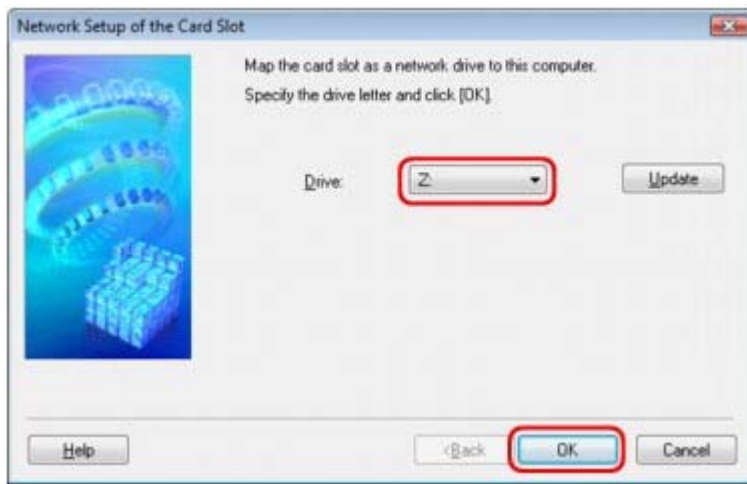 Network Setup of the Card Slot
Map the card slot as a network drive to this computer.
Specify the drive letter and click [OK].
Drive:
Z:
Update
Help
<Back
OK
Cancel